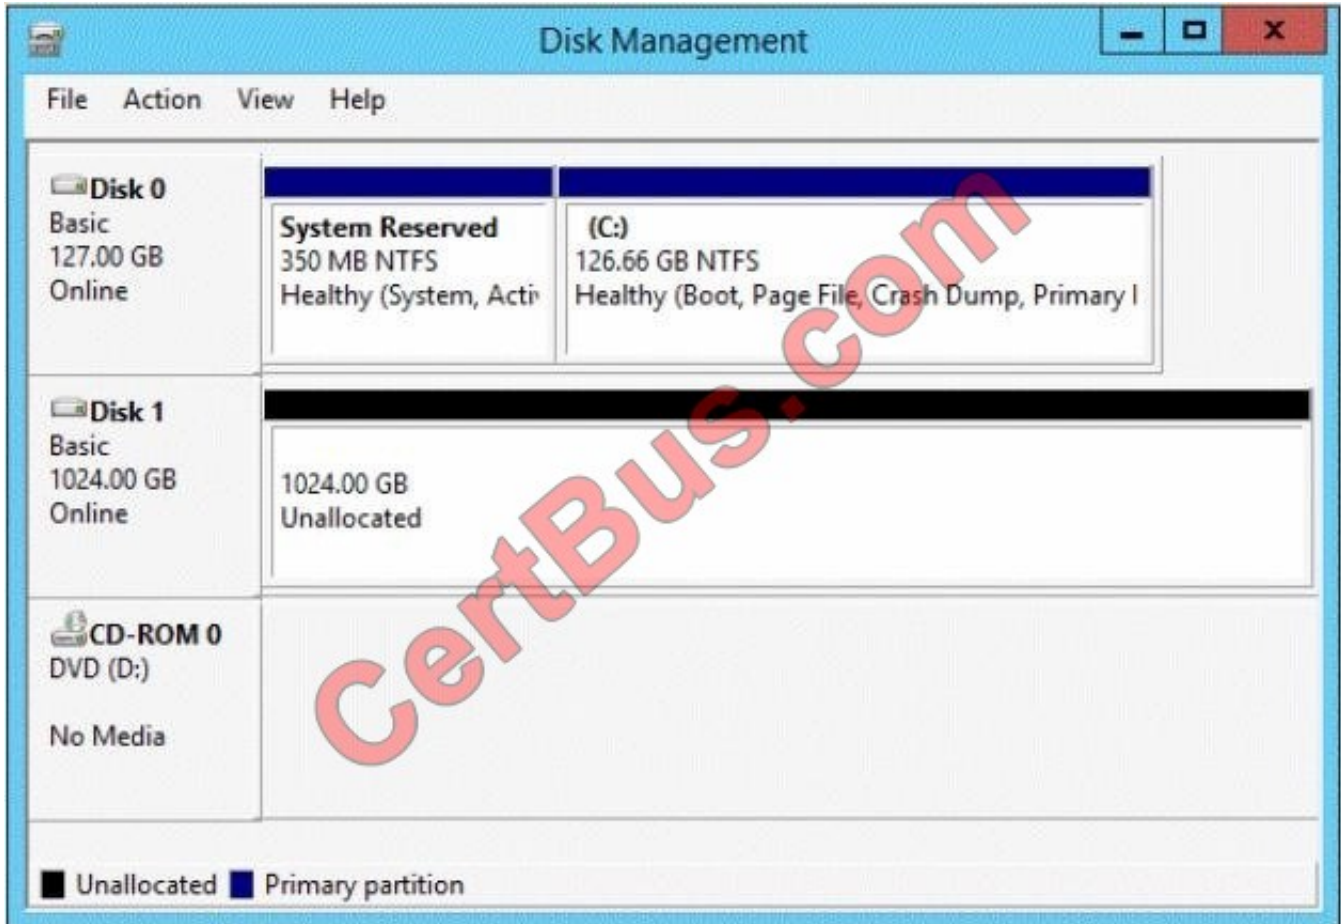 Disk Management
File Action View Help
Disk 0
Basic
127.00 GB
Online
System Reserved
350 MB NTFS
Healthy (System, Activ
(C:)
126.66 GB NTFS
Healthy (Boot, Page File, Crash Dump, Primary I
Disk 1
Basic
1024.00 GB
Online
1024.00 GB
Unallocated
CD-ROM 0
DVD (D:)
No Media
Unallocated Primary partition
CertBus.com